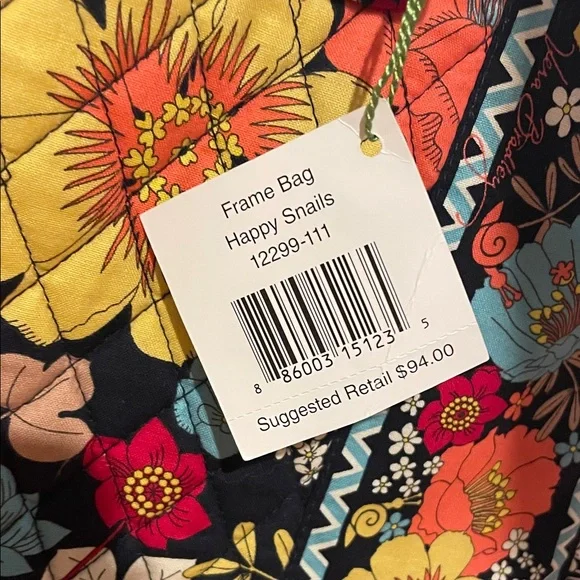 Frame Bag
Happy Snails
12299-111
8 86003 15123 5
Suggested Retail $94.00
Vera Bradley